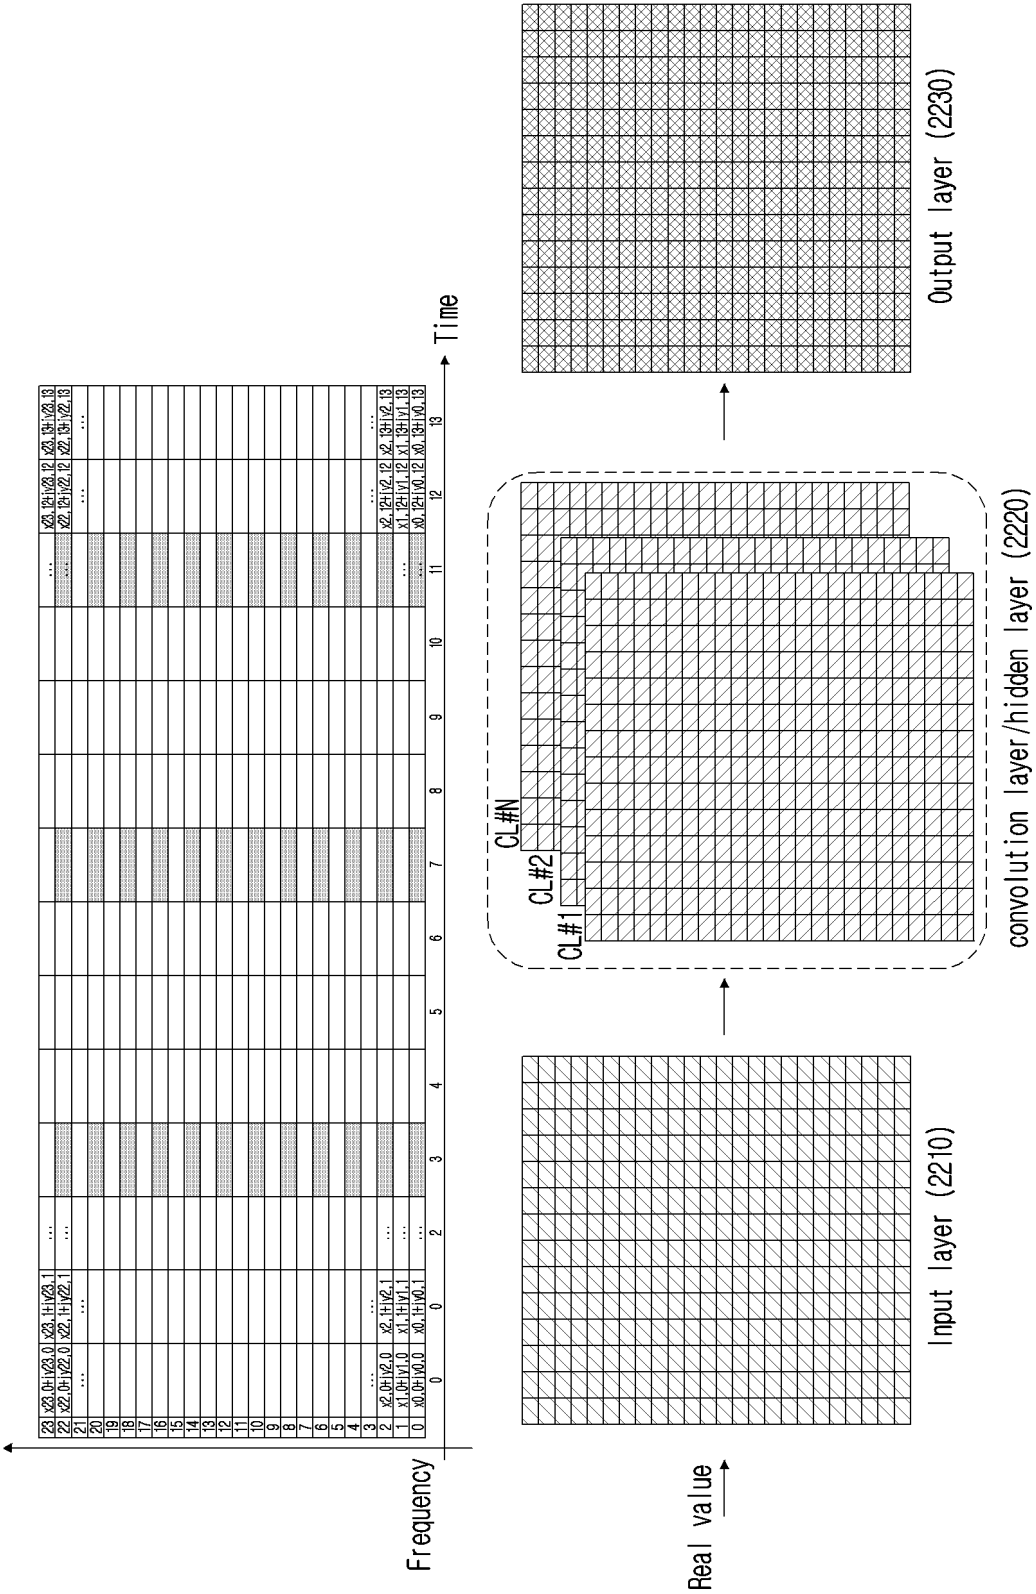 Frequency
23 x23,0+jy23,0 x23,1+jy23,1 ... ... x23,12+jy23,12 x23,13+jy23,13
22 x22,0+jy22,0 x22,1+jy22,1 ... ... x22,12+jy22,12 x22,13+jy22,13
21 ... ... ... ...
20
19
18
17
16
15
14
13
12
11
10
9
8
7
6
5
4
3 ... ... ... ...
2 x2,0+jy2,0 x2,1+jy2,1 ... x2,12+jy2,12 x2,13+jy2,13
1 x1,0+jy1,0 x1,1+jy1,1 ... ... x1,12+jy1,12 x1,13+jy1,13
0 x0,0+jy0,0 x0,1+jy0,1 ... ... x0,12+jy0,12 x0,13+jy0,13
0 0 2 3 4 5 6 7 8 9 10 11 12 13
Time
Real value
Input layer (2210)
CL#1
CL#2
CL#N
convolution layer/hidden layer (2220)
Output layer (2230)